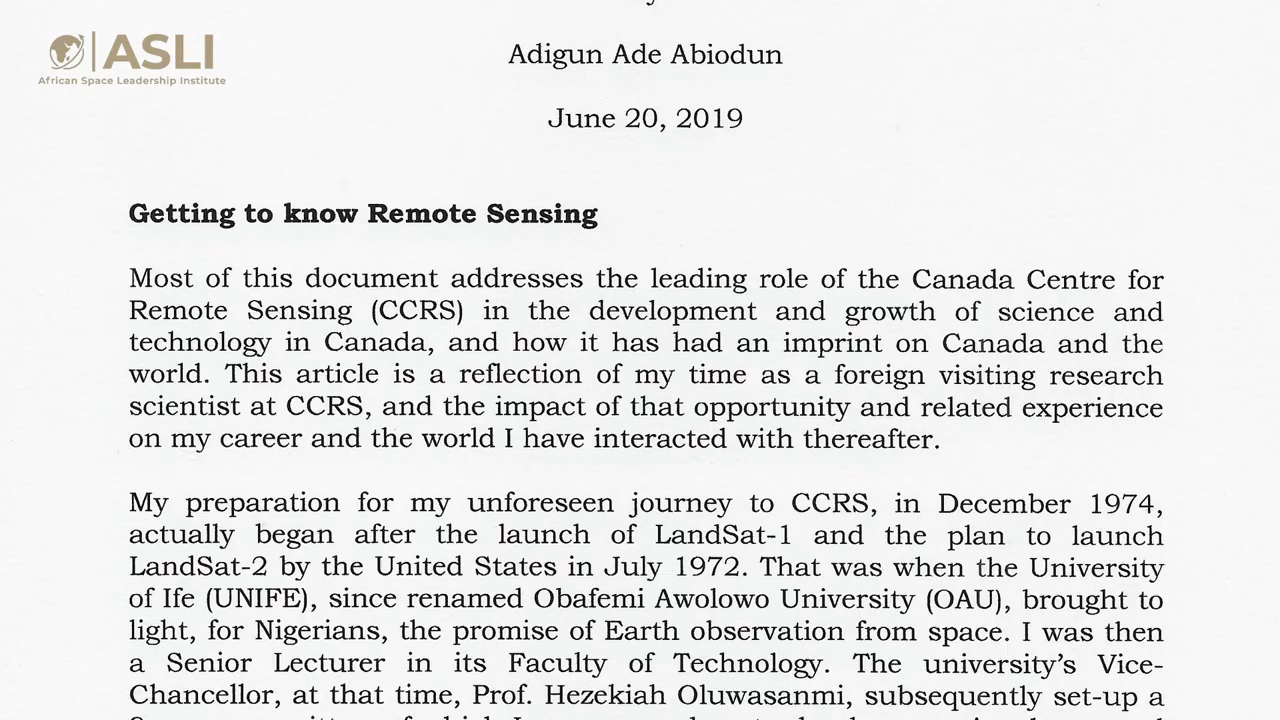 ASLI
African Space Leadership Institute
Adigun Ade Abiodun
June 20, 2019
Getting to know Remote Sensing
Most of this document addresses the leading role of the Canada Centre for
Remote Sensing (CCRS) in the development and growth of science and
technology in Canada, and how it has had an imprint on Canada and the
world. This article is a reflection of my time as a foreign visiting research
scientist at CCRS, and the impact of that opportunity and related experience
on my career and the world I have interacted with thereafter.
My preparation for my unforeseen journey to CCRS, in December 1974,
actually began after the launch of LandSat-1 and the plan to launch
LandSat-2 by the United States in July 1972. That was when the University
of Ife (UNIFE), since renamed Obafemi Awolowo University (OAU), brought to
light, for Nigerians, the promise of Earth observation from space. I was then
a Senior Lecturer in its Faculty of Technology. The university's Vice-
Chancellor, at that time, Prof. Hezekiah Oluwasanmi, subsequently set-up a